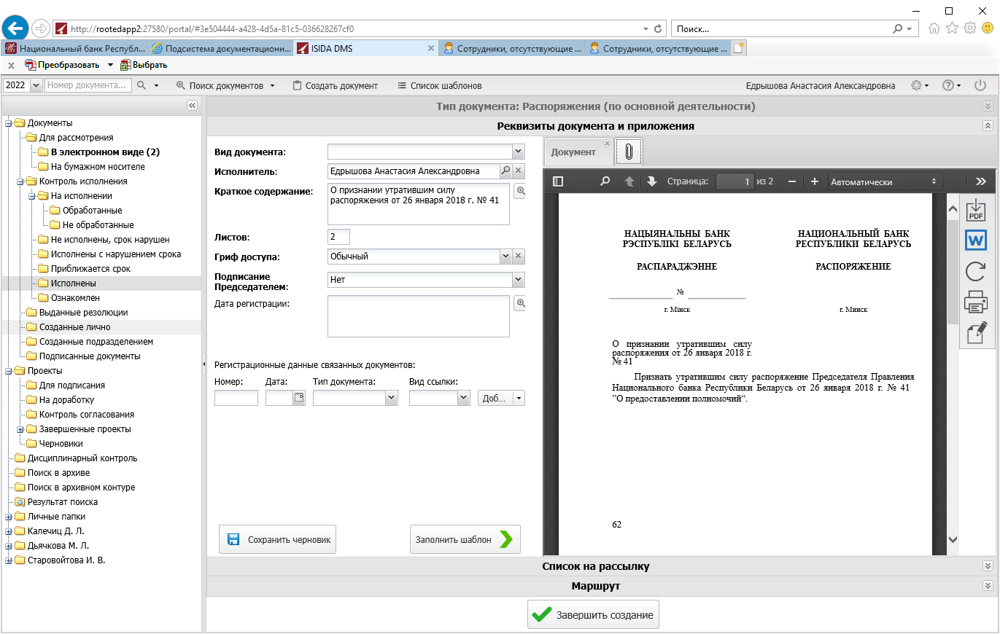 http://rootedapp2:27580/portal/#3e504444-a428-4d5a-81c5-036628267cf0
Поиск...
Национальный банк Республ...
Подсистема документационн...
ISIDA DMS
Сотрудники, отсутствующие ...
Сотрудники, отсутствующие ...
x Преобразовать Выбрать
2022 Номер документа... Поиск документов Создать документ Список шаблонов Едрышова Анастасия Александровна
Документы
Для рассмотрения
В электронном виде (2)
На бумажном носителе
Контроль исполнения
На исполнении
Обработанные
Не обработанные
Не исполнены, срок нарушен
Исполнены с нарушением срока
Приближается срок
Исполнены
Ознакомлен
Выданные резолюции
Созданные лично
Созданные подразделением
Подписанные документы
Проекты
Для подписания
На доработку
Контроль согласования
Завершенные проекты
Черновики
Дисциплинарный контроль
Поиск в архиве
Поиск в архивном контуре
Результат поиска
Личные папки
Калечиц Д. Л.
Дьячкова М. Л.
Старовойтова И. В.
Тип документа: Распоряжения (по основной деятельности)
Реквизиты документа и приложения
Вид документа:
Исполнитель: Едрышова Анастасия Александровна
Краткое содержание: О признании утратившим силу
распоряжения от 26 января 2018 г. № 41
Листов: 2
Гриф доступа: Обычный
Подписание
Председателем: Нет
Дата регистрации:
Регистрационные данные связанных документов:
Номер: Дата: Тип документа: Вид ссылки:
Доб...
Сохранить черновик
Заполнить шаблон
Документ
Страница: 1 из 2 Автоматически
PDF
W
НАЦЫЯНАЛЬНЫ БАНК
РЭСПУБЛІКІ БЕЛАРУСЬ
НАЦИОНАЛЬНЫЙ БАНК
РЕСПУБЛИКИ БЕЛАРУСЬ
РАСПАРАДЖЭННЕ
РАСПОРЯЖЕНИЕ
№
г. Мінск
г. Минск
О признании утратившим силу
распоряжения от 26 января 2018 г.
№ 41
Признать утратившим силу распоряжение Председателя Правления
Национального банка Республики Беларусь от 26 января 2018 г. № 41
”О предоставлении полномочий“.
62
Список на рассылку
Маршрут
Завершить создание